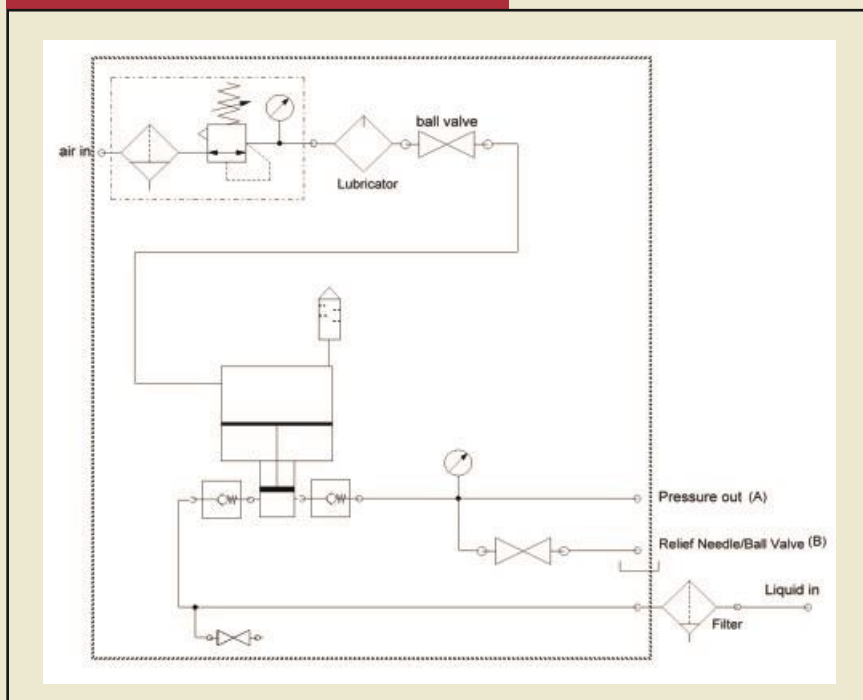 ball valve
air in
Lubricator
Pressure out (A)
Relief Needle/Ball Valve (B)
Liquid in
Filter